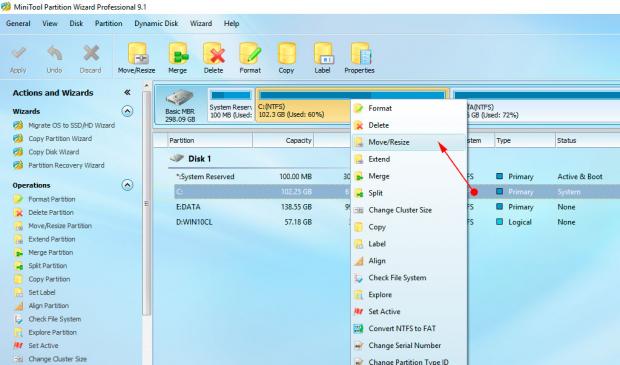 MiniTool Partition Wizard Professional 9.1
General View Disk Partition Dynamic Disk Wizard Help
Apply Undo Discard Move/Resize Merge Delete Format Copy Label Properties
Actions and Wizards
Wizards
Migrate OS to SSD/HD Wizard
Copy Partition Wizard
Copy Disk Wizard
Partition Recovery Wizard
Operations
Format Partition
Delete Partition
Move/Resize Partition
Extend Partition
Merge Partition
Split Partition
Copy Partition
Set Label
Align Partition
Check File System
Explore Partition
Set Active
Change Cluster Size
Basic MBR
298.09 GB
System Reserv
100 MB (Used:
C:(NTFS)
102.3 GB (Used: 60%)
TA(NTFS)
GB (Used: 72%)
Partition Capacity stem Type Status
Disk 1
*:System Reserved 100.00 MB 30 FS Primary Active & Boot
C: 102.25 GB 6 FS Primary System
E:DATA 138.55 GB 9 FS Primary None
D:WIN10CL 57.18 GB FS Logical None
Format
Delete
Move/Resize
Extend
Merge
Split
Change Cluster Size
Copy
Label
Align
Check File System
Explore
Set Active
Convert NTFS to FAT
Change Serial Number
Change Partition Type ID